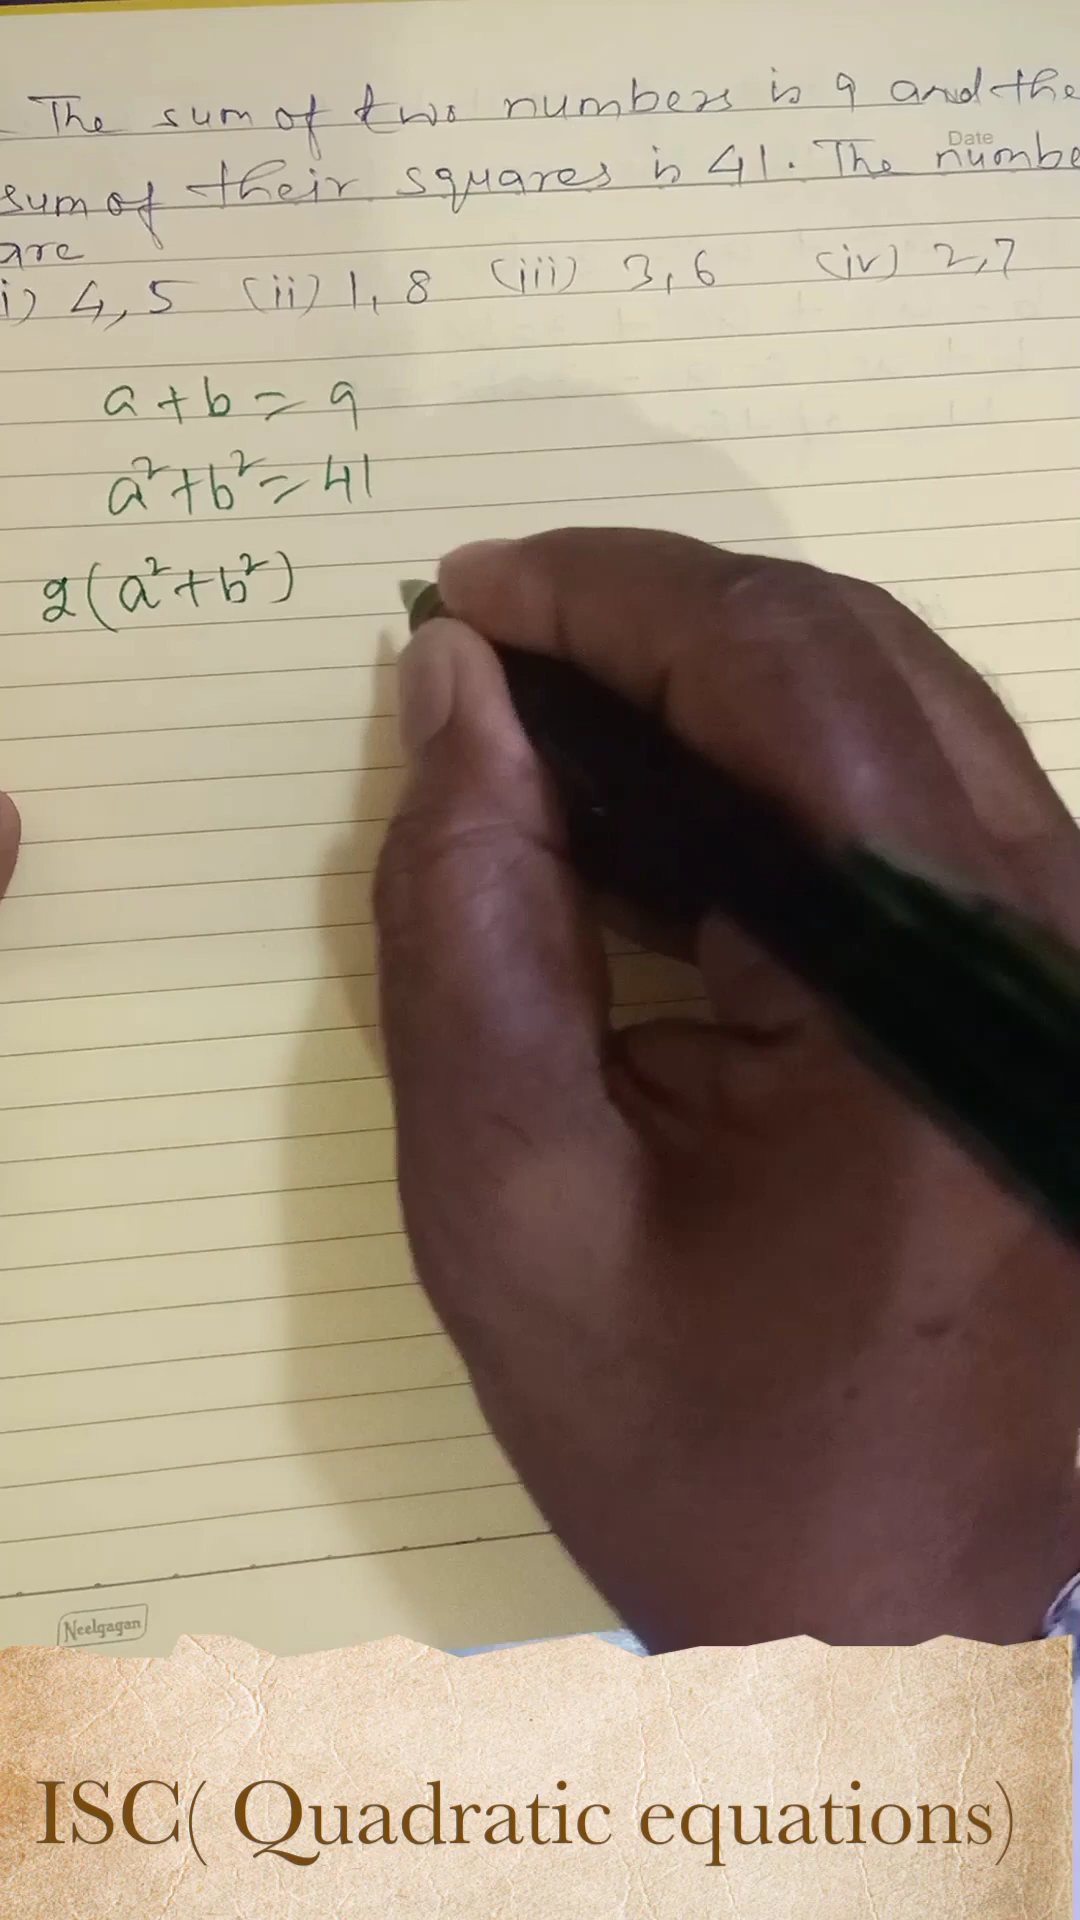 The sum of two numbers is 9 and the
Date
sum of their squares is 41. The numbe
are
i) 4, 5 (ii) 1, 8 (iii) 3, 6 (iv) 2, 7
a + b = 9
a² + b² = 41
2(a² + b²)
Neelgagan
ISC( Quadratic equations)